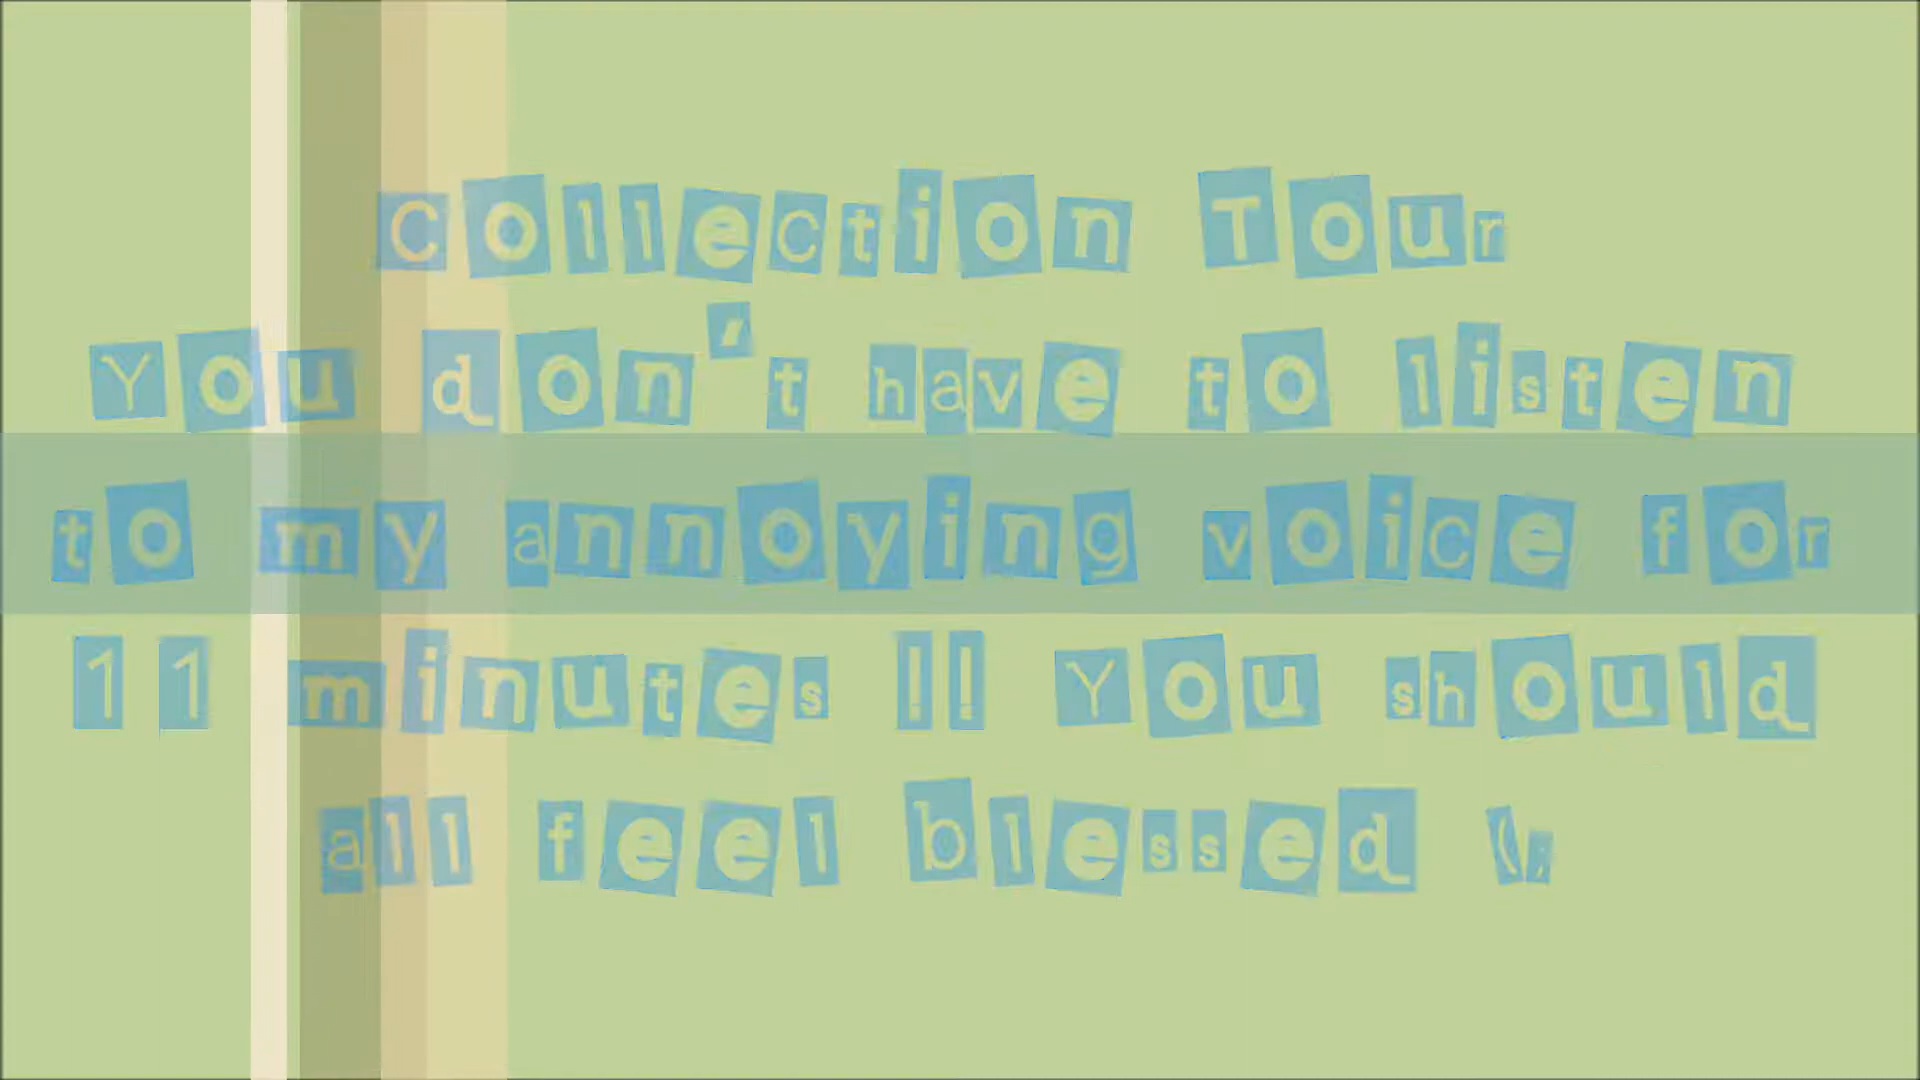 Collection Tour
You don't have to listen
to my annoying voice for
11 minutes !! You should
all feel blessed (;